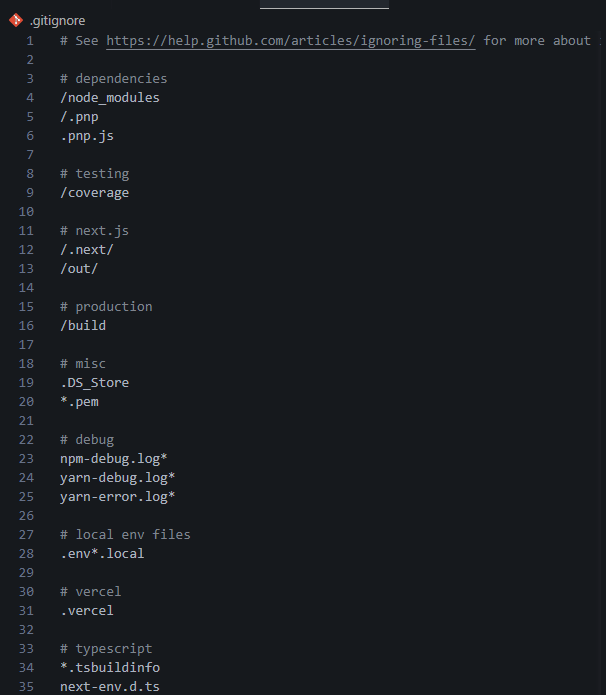 .gitignore
1 # See https://help.github.com/articles/ignoring-files/ for more about
2
3 # dependencies
4 /node_modules
5 /.pnp
6 .pnp.js
7
8 # testing
9 /coverage
10
11 # next.js
12 /.next/
13 /out/
14
15 # production
16 /build
17
18 # misc
19 .DS_Store
20 *.pem
21
22 # debug
23 npm-debug.log*
24 yarn-debug.log*
25 yarn-error.log*
26
27 # local env files
28 .env*.local
29
30 # vercel
31 .vercel
32
33 # typescript
34 *.tsbuildinfo
35 next-env.d.ts